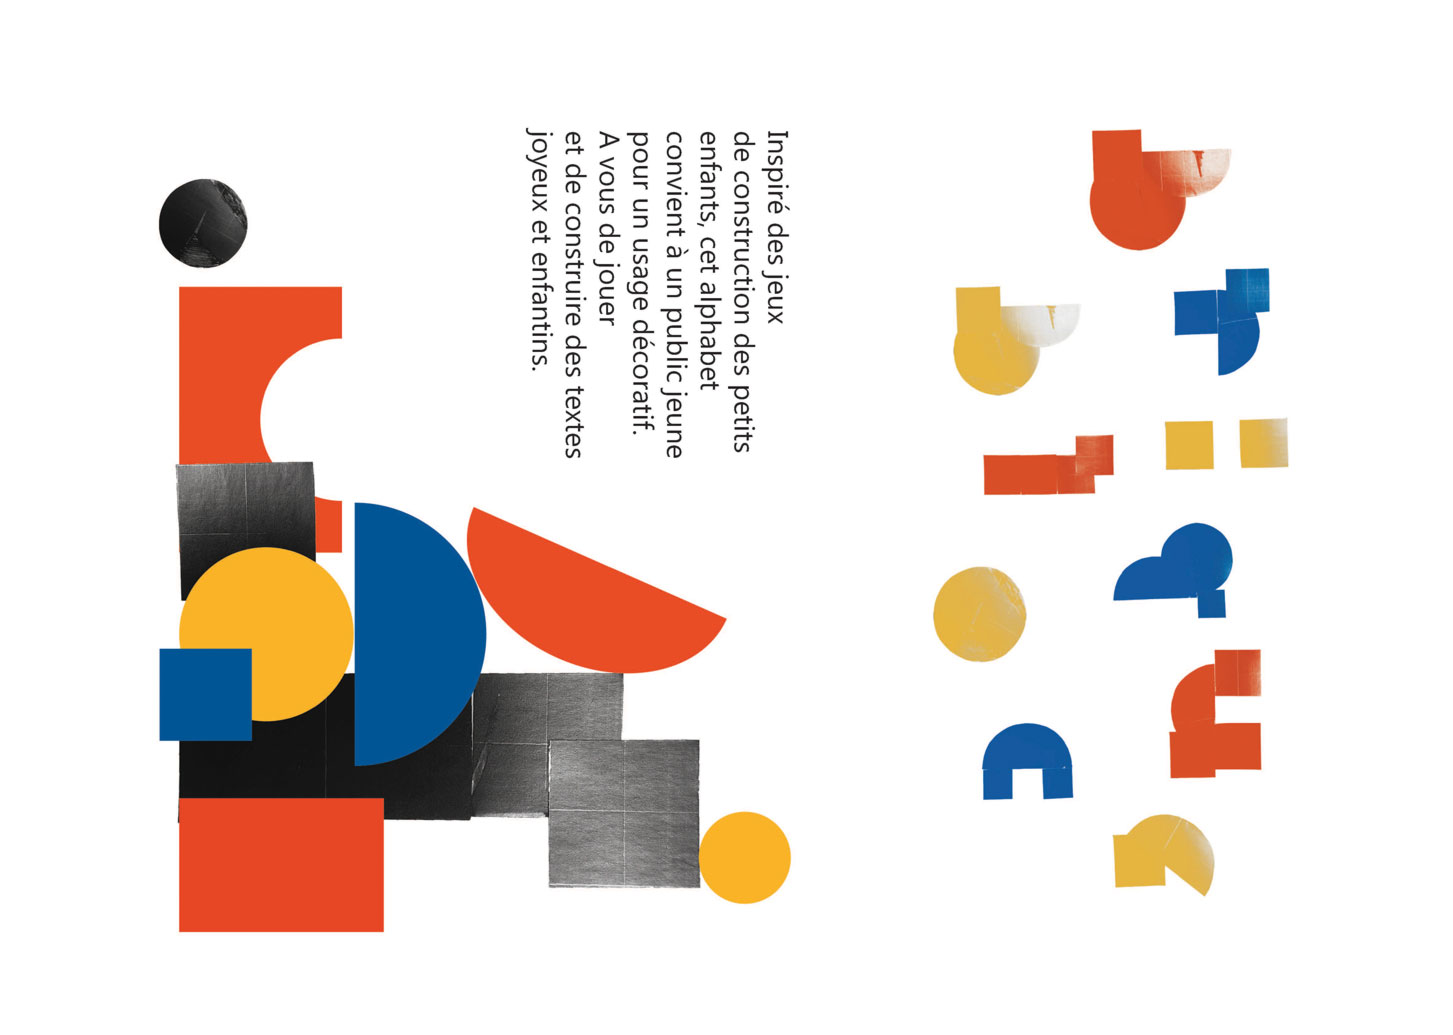 brique
bloc
Inspiré des jeux
de construction des petits
enfants, cet alphabet
convient à un public jeune
pour un usage décoratif.
A vous de jouer
et de construire des textes
joyeux et enfantins.